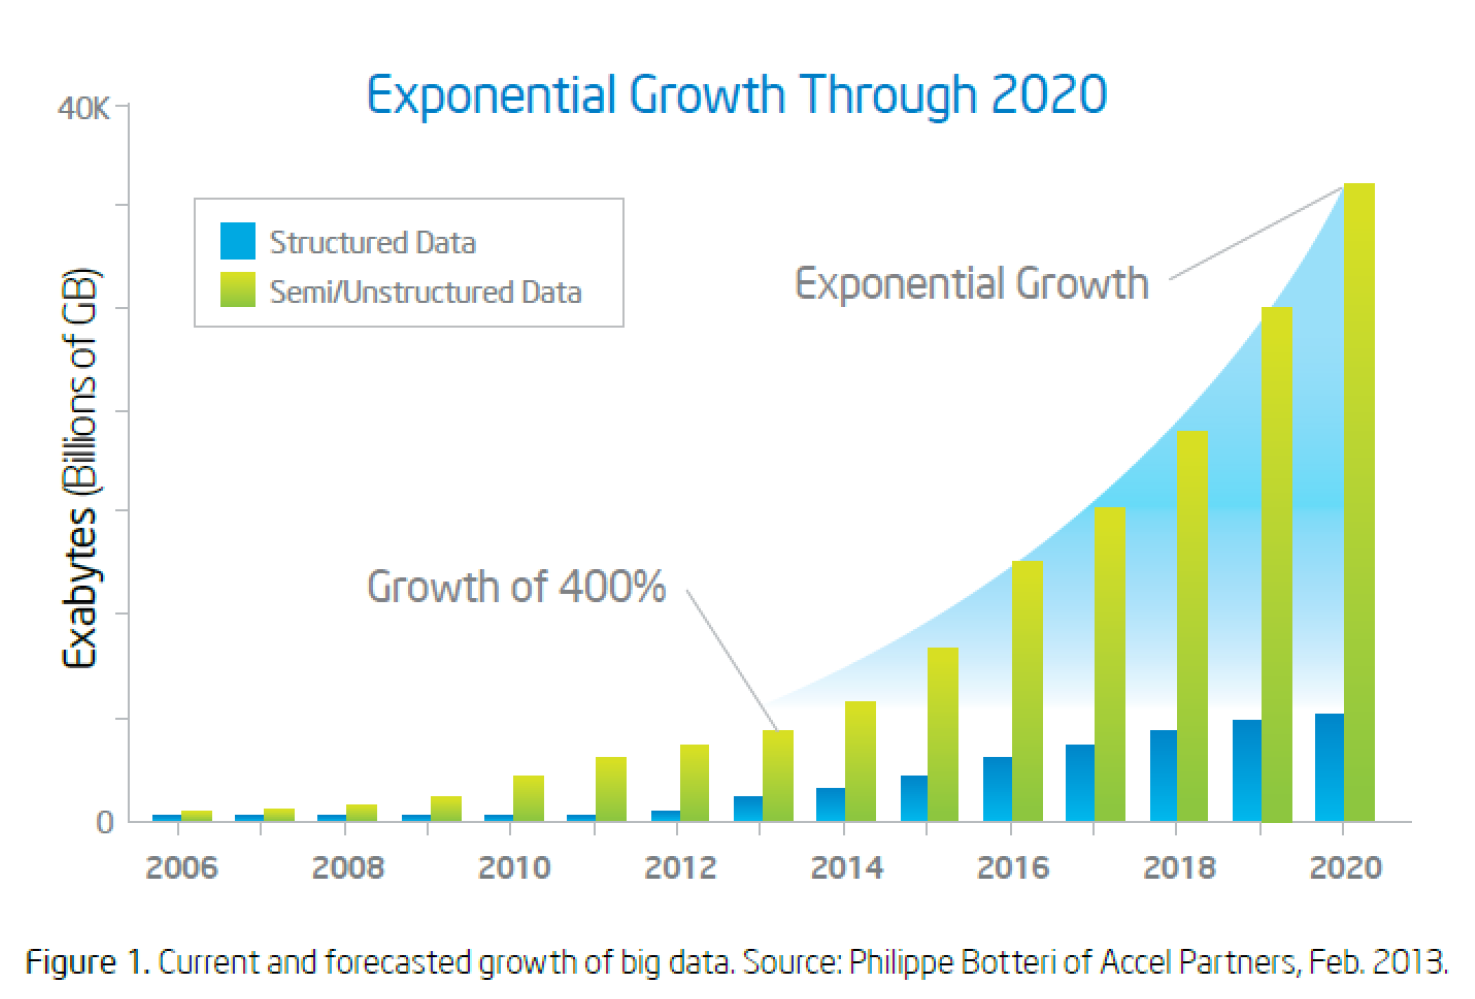 Exponential Growth Through 2020
40K
Structured Data
Semi/Unstructured Data
Exponential Growth
Growth of 400%
Exabytes (Billions of GB)
0
2006 2008 2010 2012 2014 2016 2018 2020
Figure 1. Current and forecasted growth of big data. Source: Philippe Botteri of Accel Partners, Feb. 2013.